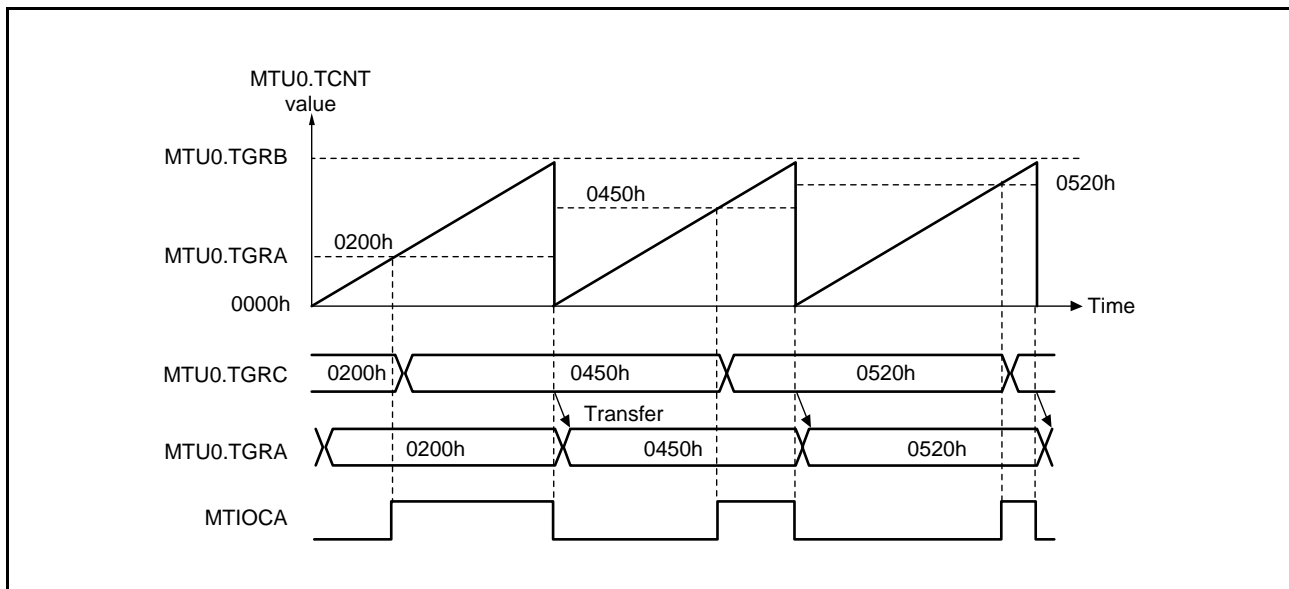 MTU0.TCNT
value
MTU0.TGRB
0520h
0450h
MTU0.TGRA
0200h
0000h
Time
MTU0.TGRC
0200h
0450h
0520h
Transfer
MTU0.TGRA
0200h
0450h
0520h
MTIOCA